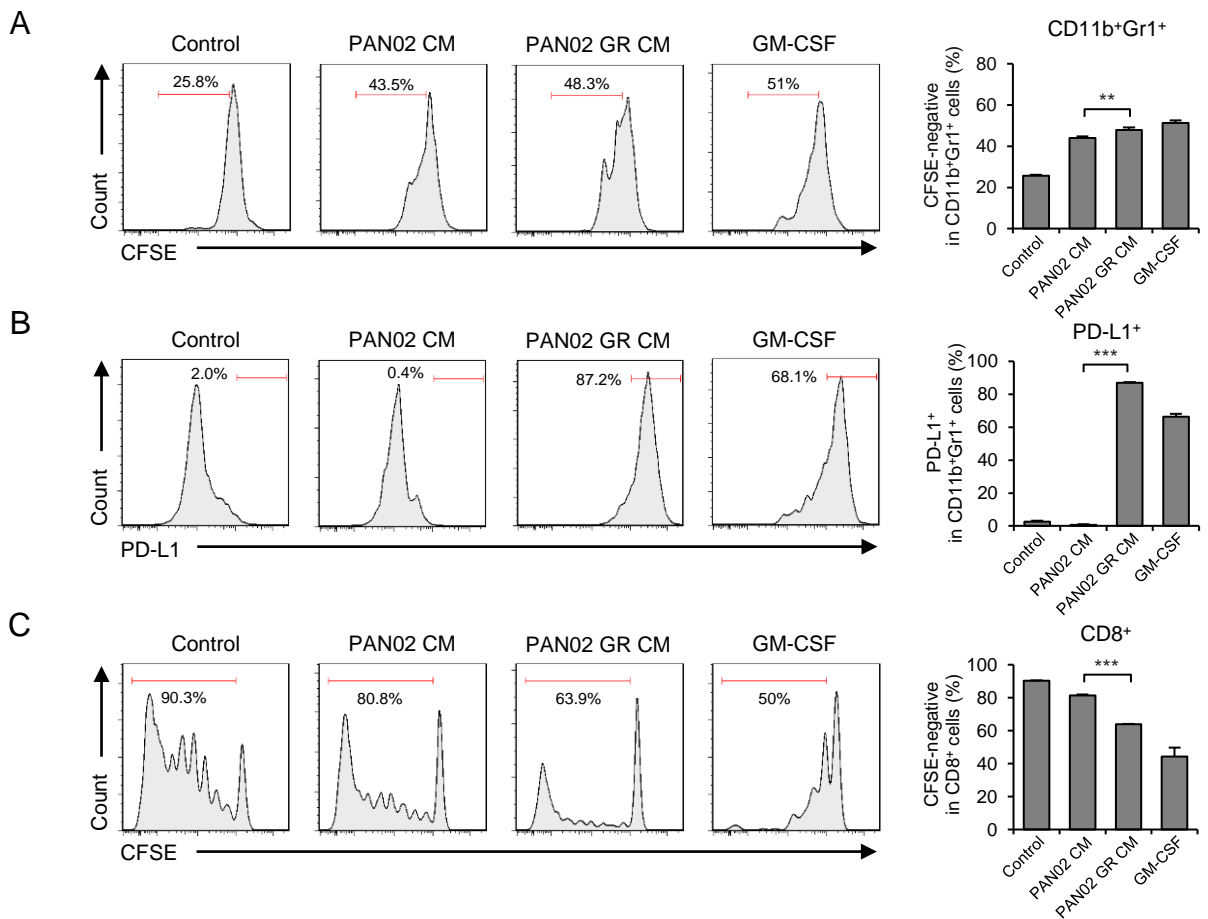 A
Control
PAN02 CM
PAN02 GR CM
GM-CSF
25.8%
43.5%
48.3%
51%
Count
CFSE
CD11b⁺Gr1⁺
CFSE-negative
in CD11b⁺Gr1⁺ cells (%)
80
60
40
20
0
**
Control
PAN02 CM
PAN02 GR CM
GM-CSF
B
Control
PAN02 CM
PAN02 GR CM
GM-CSF
2.0%
0.4%
87.2%
68.1%
Count
PD-L1
PD-L1⁺
PD-L1⁺
in CD11b⁺Gr1⁺ cells (%)
100
80
60
40
20
0
***
Control
PAN02 CM
PAN02 GR CM
GM-CSF
C
Control
PAN02 CM
PAN02 GR CM
GM-CSF
90.3%
80.8%
63.9%
50%
Count
CFSE
CD8⁺
CFSE-negative
in CD8⁺ cells (%)
100
80
60
40
20
0
***
Control
PAN02 CM
PAN02 GR CM
GM-CSF